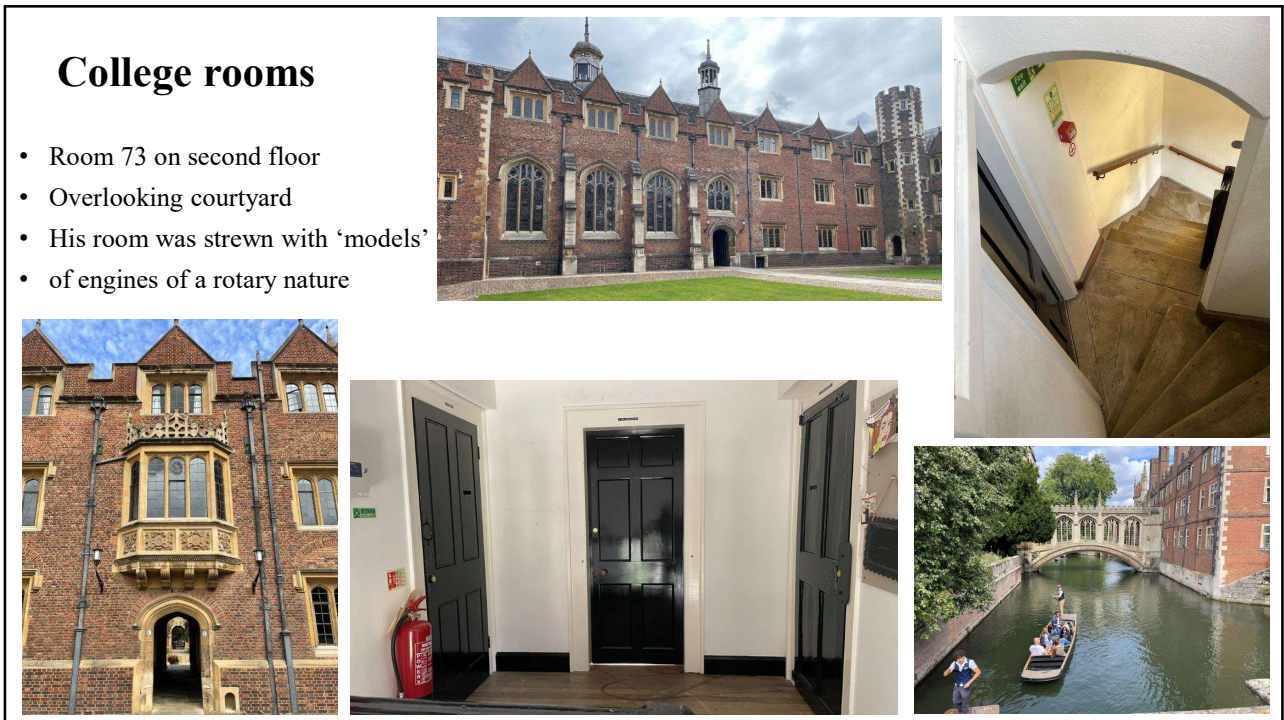 College rooms
• Room 73 on second floor
• Overlooking courtyard
• His room was strewn with ‘models’
• of engines of a rotary nature